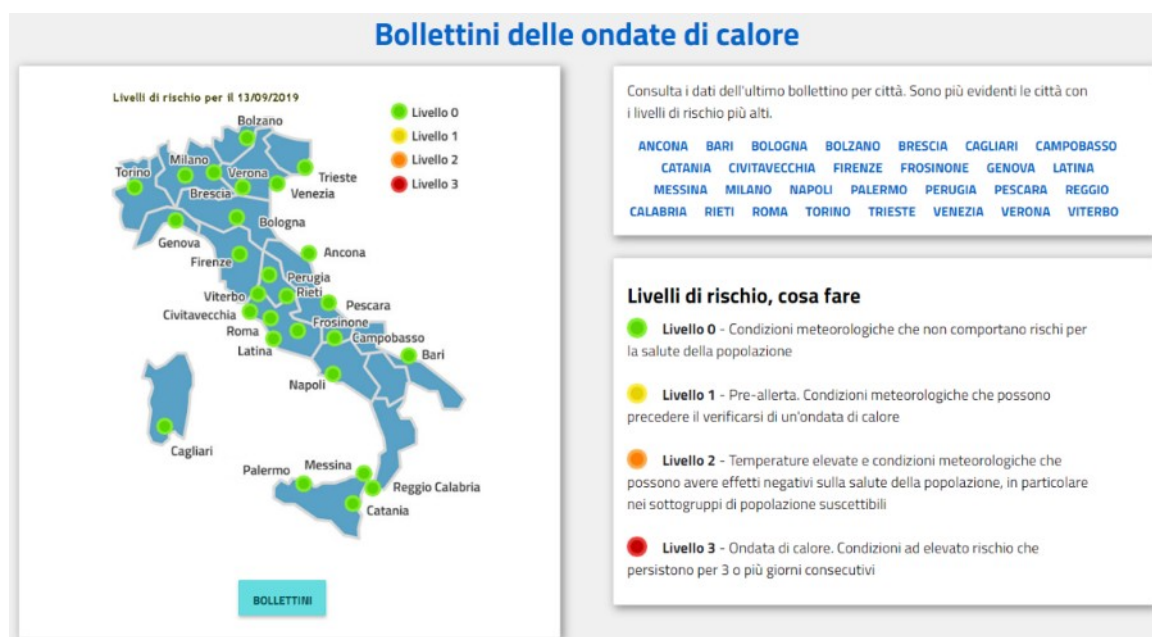 Bollettini delle ondate di calore
Livelli di rischio per il 13/09/2019
Livello 0
Livello 1
Livello 2
Livello 3
Bolzano
Milano
Torino
Verona
Trieste
Brescia
Venezia
Bologna
Genova
Ancona
Firenze
Perugia
Viterbo
Rieti
Pescara
Civitavecchia
Frosinone
Roma
Campobasso
Latina
Bari
Napoli
Cagliari
Palermo
Messina
Reggio Calabria
Catania
BOLLETTINI
Consulta i dati dell'ultimo bollettino per città. Sono più evidenti le città con
i livelli di rischio più alti.
ANCONA BARI BOLOGNA BOLZANO BRESCIA CAGLIARI CAMPOBASSO
CATANIA CIVITAVECCHIA FIRENZE FROSINONE GENOVA LATINA
MESSINA MILANO NAPOLI PALERMO PERUGIA PESCARA REGGIO
CALABRIA RIETI ROMA TORINO TRIESTE VENEZIA VERONA VITERBO
Livelli di rischio, cosa fare
Livello 0 - Condizioni meteorologiche che non comportano rischi per
la salute della popolazione
Livello 1 - Pre-allerta. Condizioni meteorologiche che possono
precedere il verificarsi di un'ondata di calore
Livello 2 - Temperature elevate e condizioni meteorologiche che
possono avere effetti negativi sulla salute della popolazione, in particolare
nei sottogruppi di popolazione suscettibili
Livello 3 - Ondata di calore. Condizioni ad elevato rischio che
persistono per 3 o più giorni consecutivi